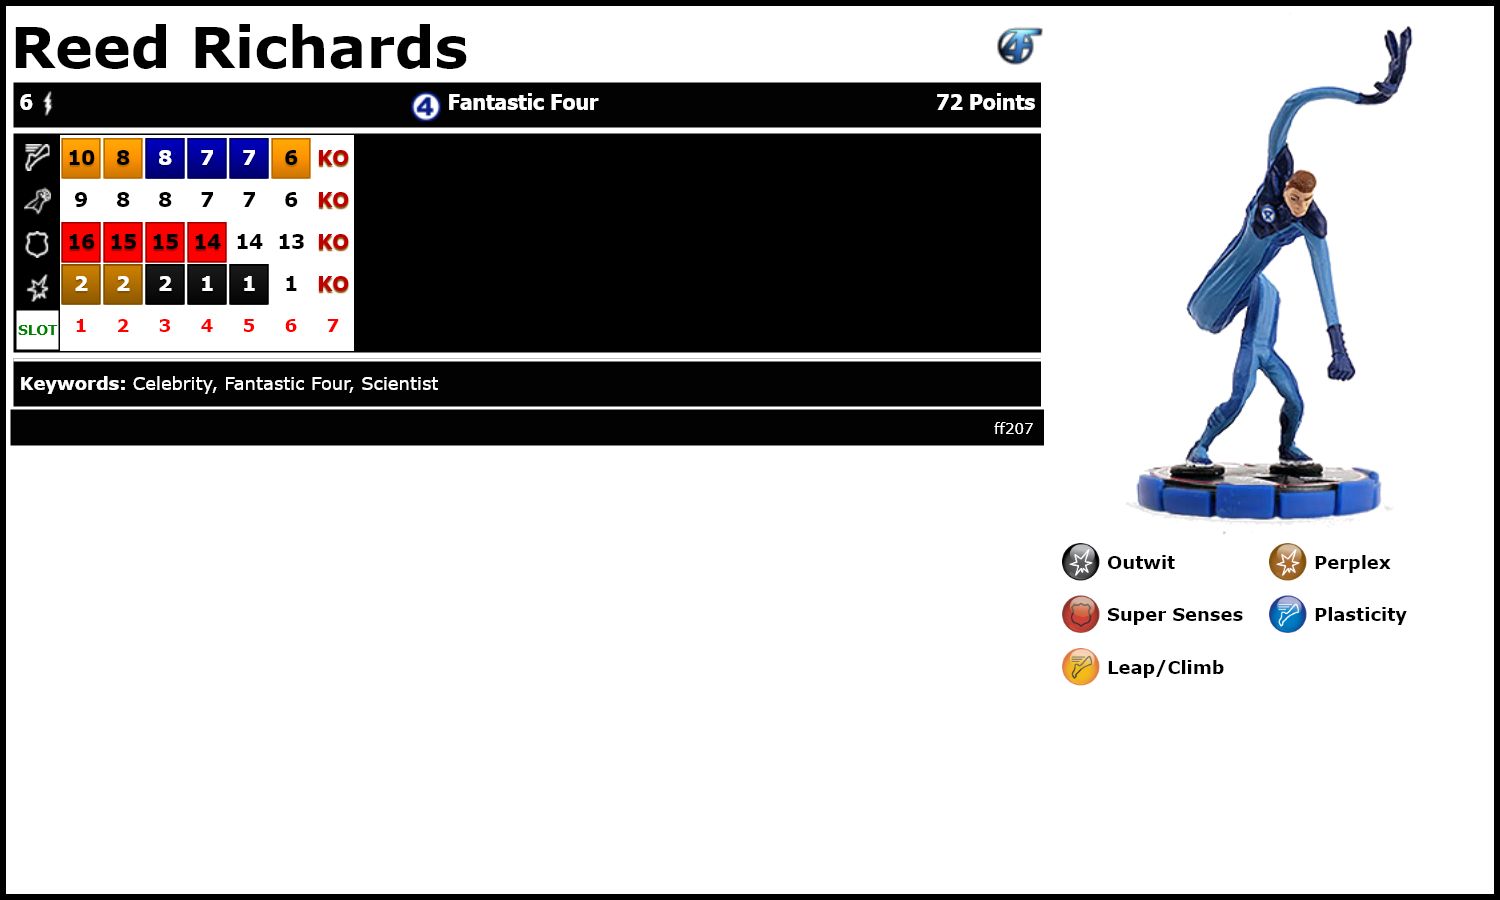 Reed Richards
6 Fantastic Four 72 Points
10 8 8 7 7 6 KO
9 8 8 7 7 6 KO
16 15 15 14 14 13 KO
2 2 2 1 1 1 KO
SLOT 1 2 3 4 5 6 7
Keywords: Celebrity, Fantastic Four, Scientist
ff207
Outwit Perplex
Super Senses Plasticity
Leap/Climb